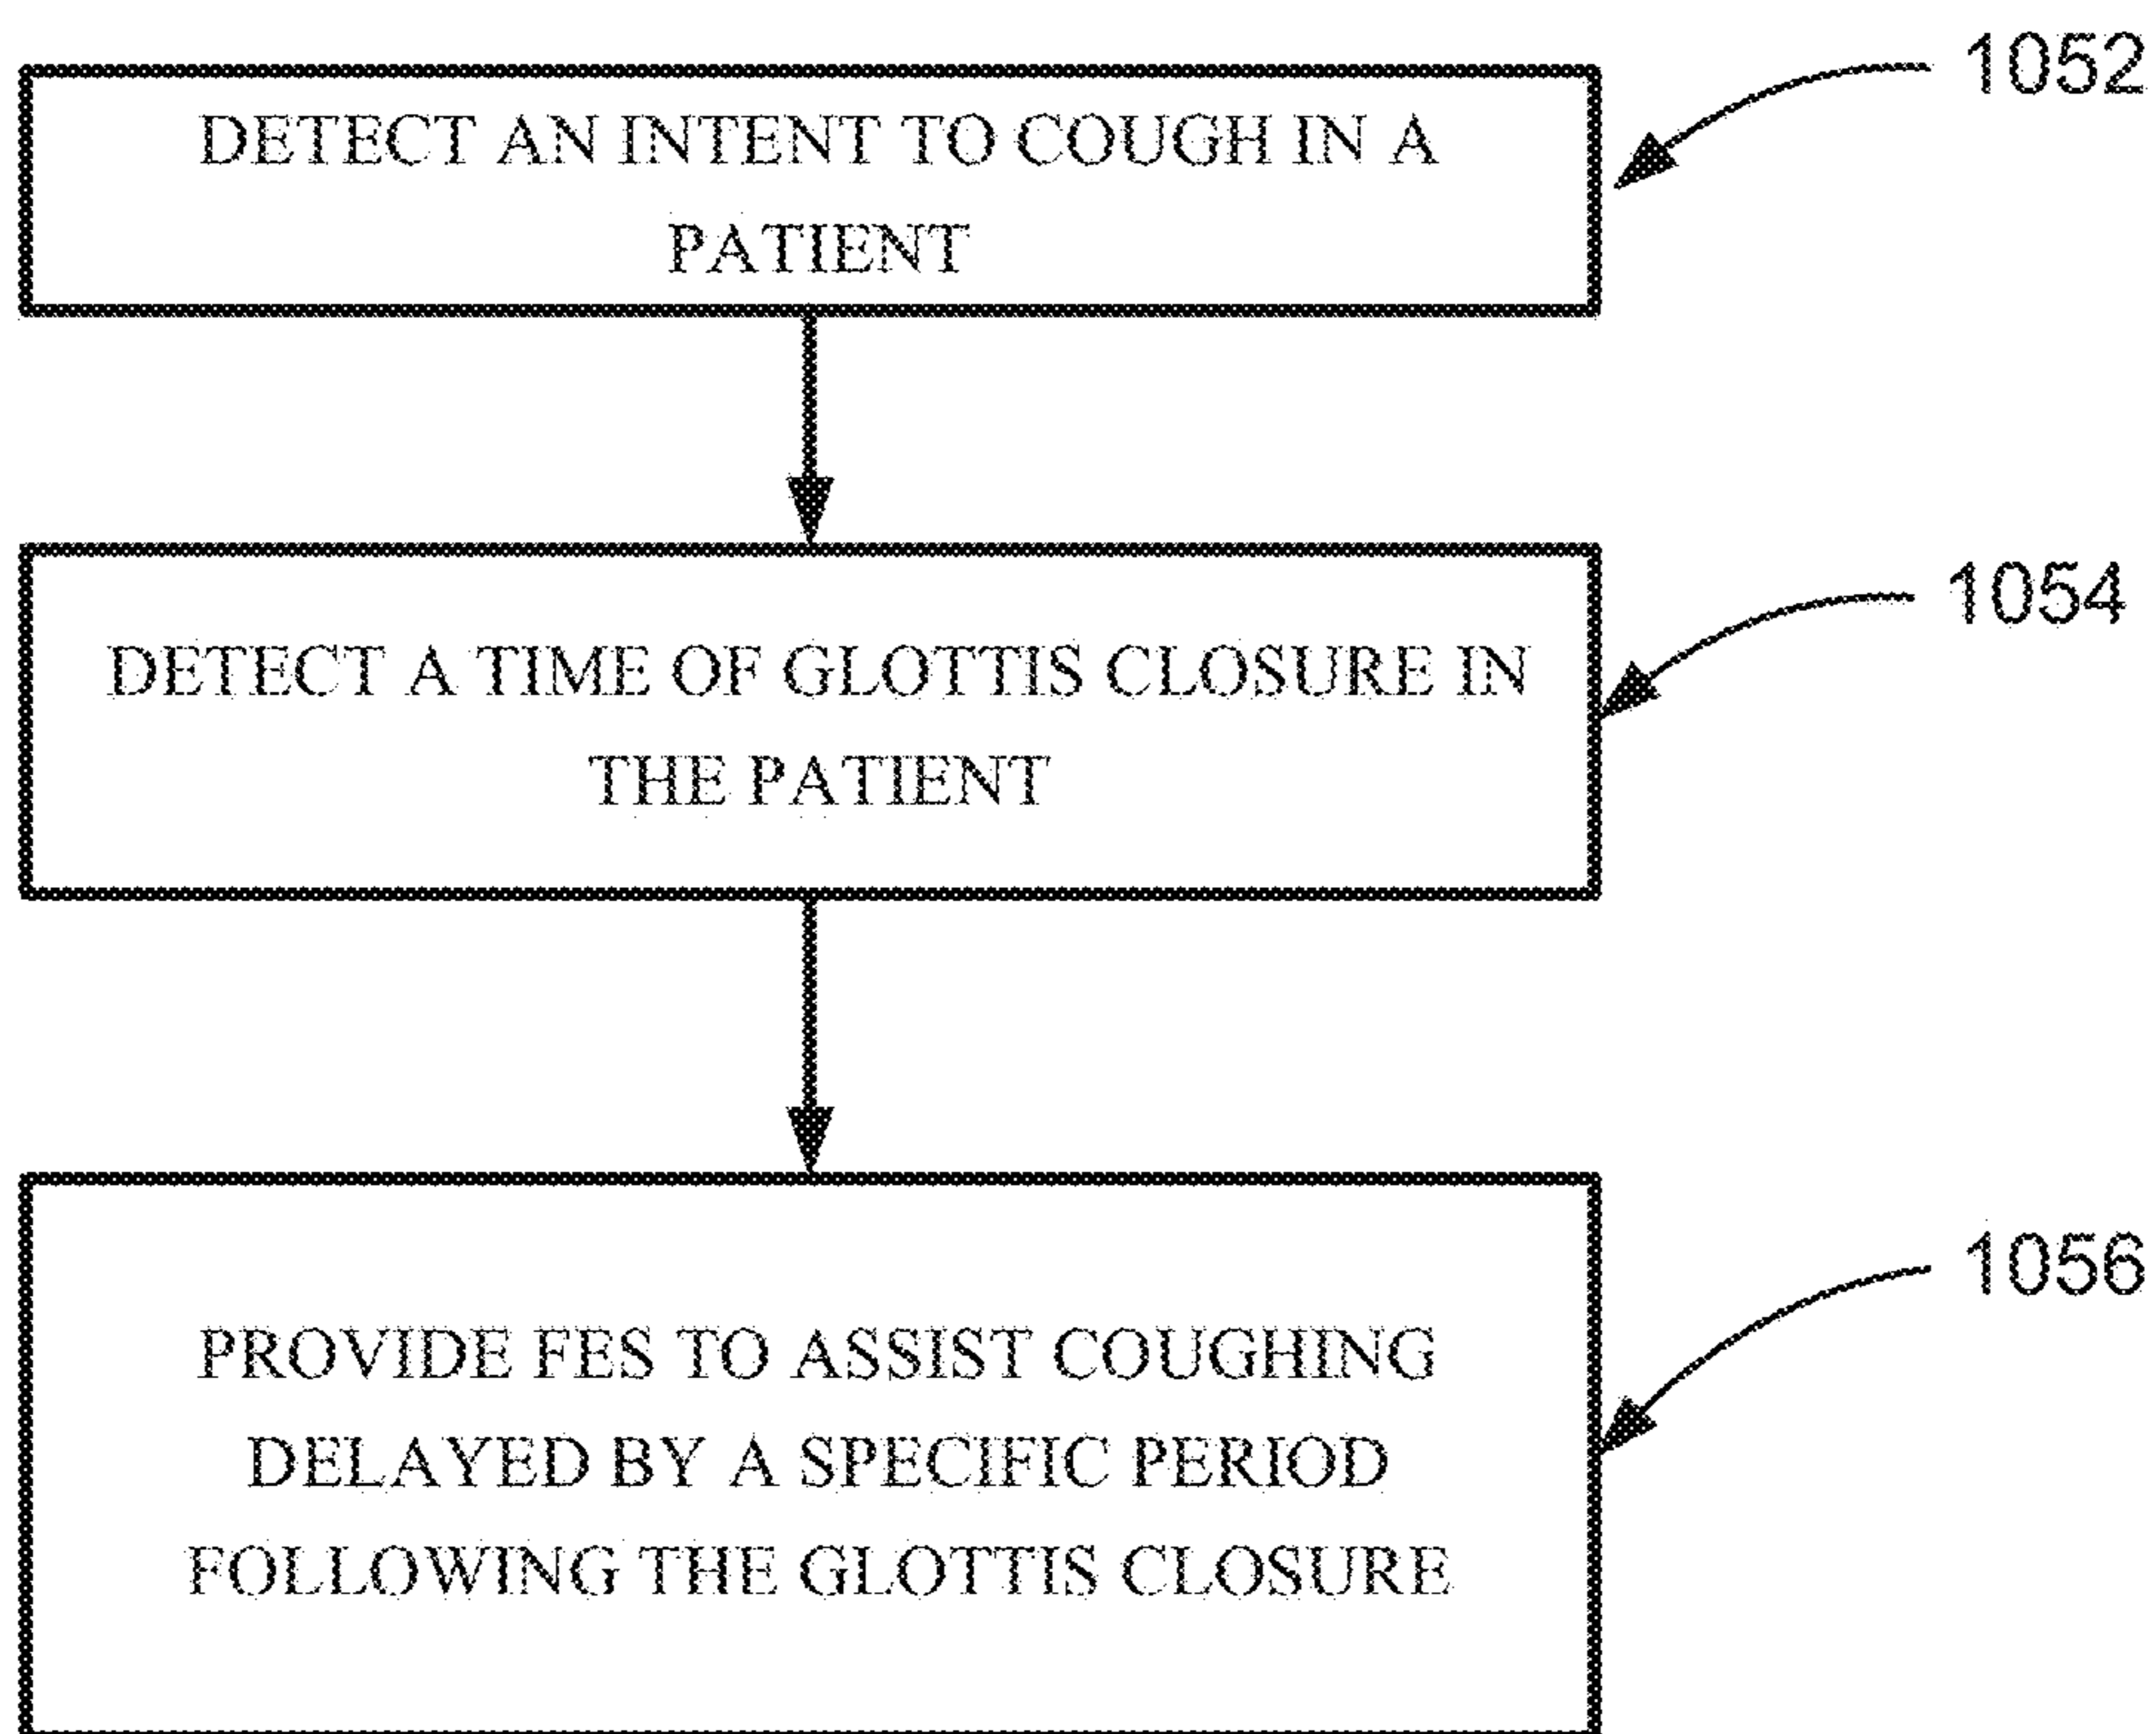 1052
DETECT AN INTENT TO COUGH IN A
PATIENT
1054
DETECT A TIME OF GLOTTIS CLOSURE IN
THE PATIENT
1056
PROVIDE FES TO ASSIST COUGHING
DELAYED BY A SPECIFIC PERIOD
FOLLOWING THE GLOTTIS CLOSURE